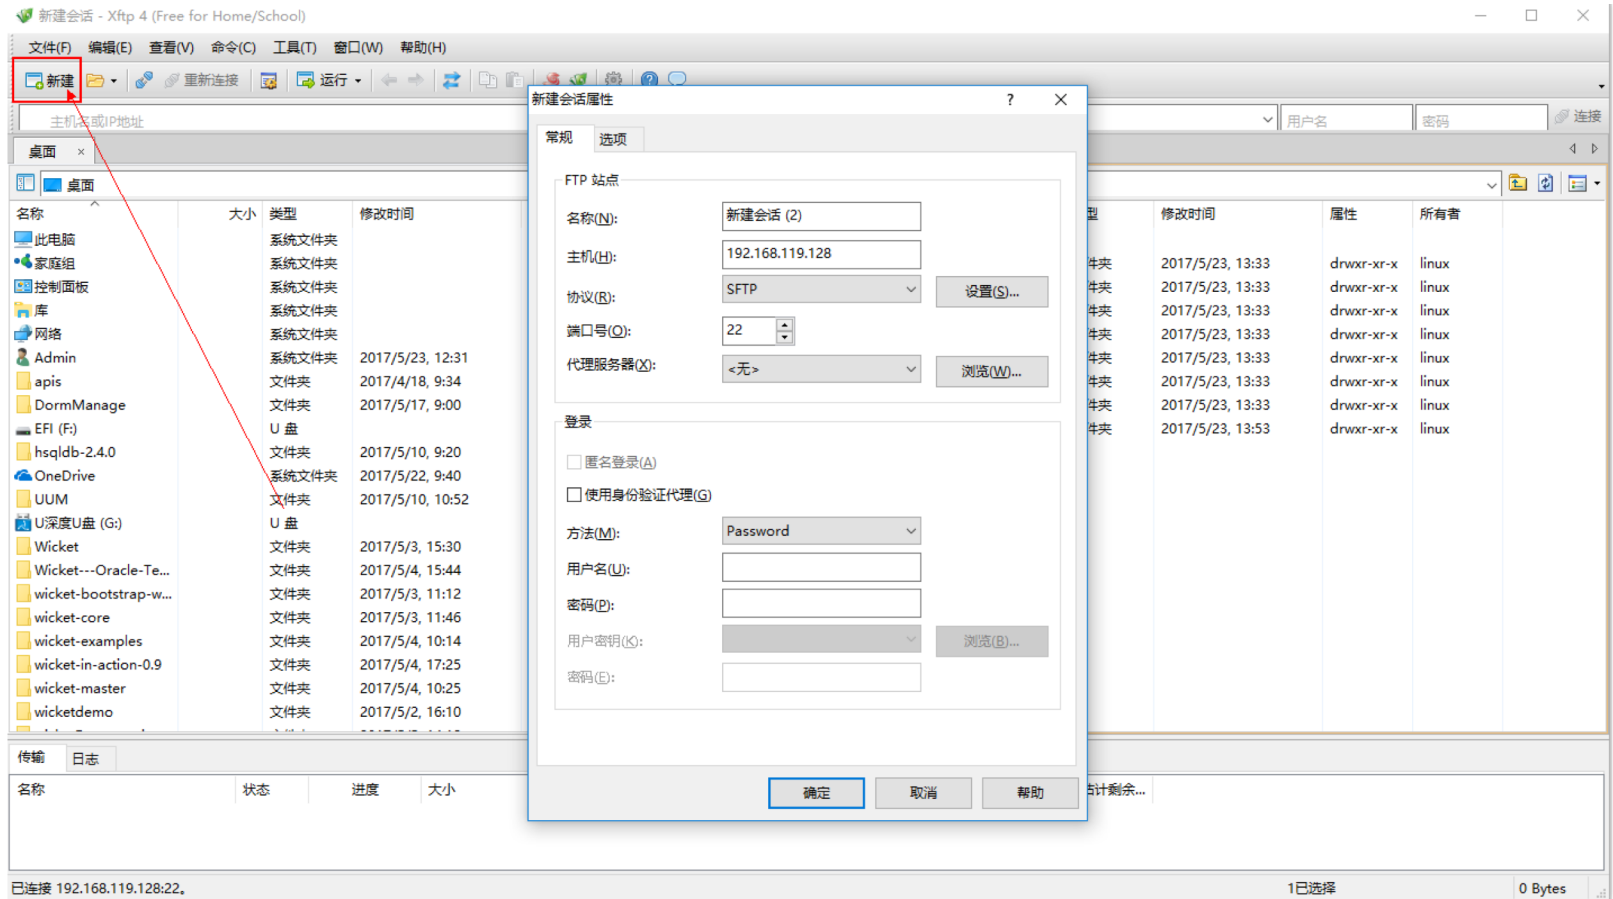 新建会话 - Xftp 4 (Free for Home/School)
文件(F) 编辑(E) 查看(V) 命令(C) 工具(T) 窗口(W) 帮助(H)
新建 重新连接 运行
主机名或IP地址 用户名 密码 连接
桌面
桌面
名称 大小 类型 修改时间
此电脑 系统文件夹
家庭组 系统文件夹
控制面板 系统文件夹
库 系统文件夹
网络 系统文件夹
Admin 系统文件夹 2017/5/23, 12:31
apis 文件夹 2017/4/18, 9:34
DormManage 文件夹 2017/5/17, 9:00
EFI (F:) U 盘
hsqldb-2.4.0 文件夹 2017/5/10, 9:20
OneDrive 系统文件夹 2017/5/22, 9:40
UUM 文件夹 2017/5/10, 10:52
U深度U盘 (G:) U 盘
Wicket 文件夹 2017/5/3, 15:30
Wicket---Oracle-Te... 文件夹 2017/5/4, 15:44
wicket-bootstrap-w... 文件夹 2017/5/3, 11:12
wicket-core 文件夹 2017/5/3, 11:46
wicket-examples 文件夹 2017/5/4, 10:14
wicket-in-action-0.9 文件夹 2017/5/4, 17:25
wicket-master 文件夹 2017/5/4, 10:25
wicketdemo 文件夹 2017/5/2, 16:10
新建会话属性
常规 选项
FTP 站点
名称(N): 新建会话 (2)
主机(H): 192.168.119.128
协议(R): SFTP 设置(S)...
端口号(O): 22
代理服务器(X): <无> 浏览(W)...
登录
匿名登录(A)
使用身份验证代理(G)
方法(M): Password
用户名(U):
密码(P):
用户密钥(K): 浏览(B)...
密码(E):
确定 取消 帮助
型 修改时间 属性 所有者
件夹 2017/5/23, 13:33 drwxr-xr-x linux
件夹 2017/5/23, 13:33 drwxr-xr-x linux
件夹 2017/5/23, 13:33 drwxr-xr-x linux
件夹 2017/5/23, 13:33 drwxr-xr-x linux
件夹 2017/5/23, 13:33 drwxr-xr-x linux
件夹 2017/5/23, 13:33 drwxr-xr-x linux
件夹 2017/5/23, 13:33 drwxr-xr-x linux
件夹 2017/5/23, 13:53 drwxr-xr-x linux
传输 日志
名称 状态 进度 大小 估计剩余...
已连接 192.168.119.128:22。 1已选择 0 Bytes